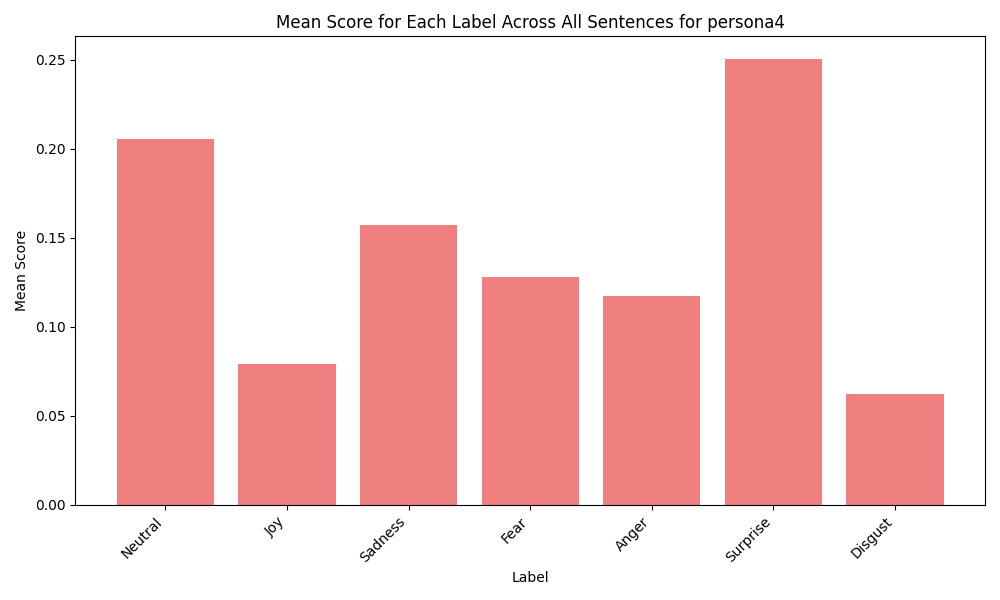 Mean Score for Each Label Across All Sentences for persona4
0.25
0.20
0.15
0.10
0.05
0.00
Mean Score
Neutral
Joy
Sadness
Fear
Anger
Surprise
Disgust
Label